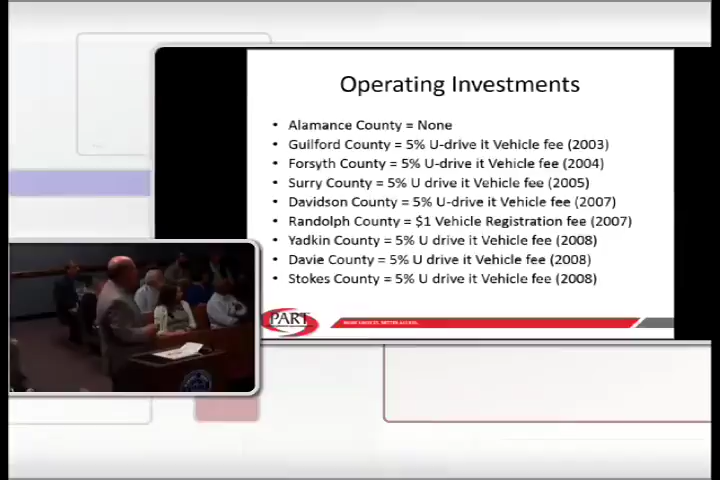 Operating Investments
• Alamance County = None
• Guilford County = 5% U-drive it Vehicle fee (2003)
• Forsyth County = 5% U-drive it Vehicle fee (2004)
• Surry County = 5% U drive it Vehicle fee (2005)
• Davidson County = 5% U-drive it Vehicle fee (2007)
• Randolph County = $1 Vehicle Registration fee (2007)
• Yadkin County = 5% U drive it Vehicle fee (2008)
• Davie County = 5% U drive it Vehicle fee (2008)
• Stokes County = 5% U drive it Vehicle fee (2008)
PART